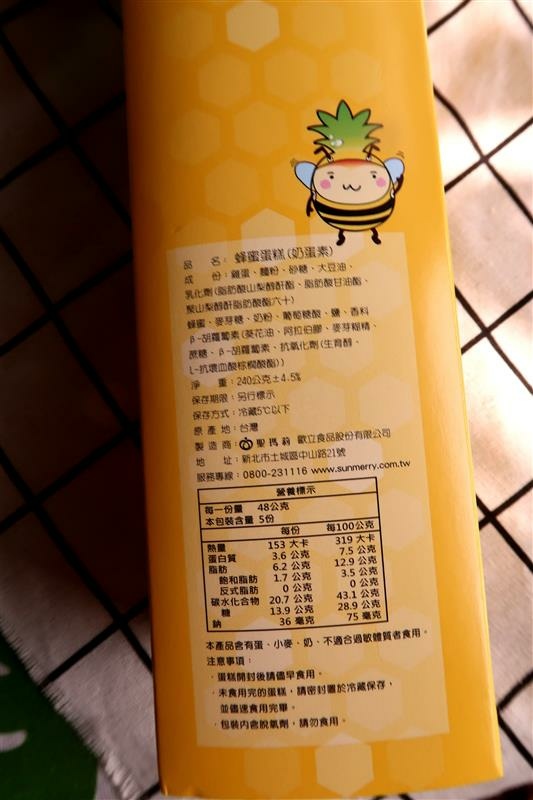 品　　名：蜂蜜蛋糕(奶蛋素)
成　　份：雞蛋、麵粉、砂糖、大豆油、
乳化劑(脂肪酸山梨醇酐酯、脂肪酸甘油酯、
聚山梨醇酐脂肪酸酯六十)
蜂蜜、麥芽糖、奶粉、葡萄糖酸、鹽、香料
β-胡蘿蔔素(葵花油、阿拉伯膠、麥芽糊精、
蔗糖、β-胡蘿蔔素、抗氧化劑(生育醇、
L-抗壞血酸棕櫚酸酯))
淨　　重：240公克±4.5%
保存期限：另行標示
保存方式：冷藏5℃以下
原 產 地：台灣
製 造 商：聖瑪莉 歐立食品股份有限公司
地　　址：新北市土城區中山路21號
服務專線：0800-231116 www.sunmerry.com.tw
營養標示
每一份量 48公克
本包裝含量 5份
每份 每100公克
熱量 153 大卡 319 大卡
蛋白質 3.6 公克 7.5 公克
脂肪 6.2 公克 12.9 公克
飽和脂肪 1.7 公克 3.5 公克
反式脂肪 0 公克 0 公克
碳水化合物 20.7 公克 43.1 公克
糖 13.9 公克 28.9 公克
鈉 36 毫克 75 毫克
本產品含有蛋、小麥、奶、不適合過敏體質者食用。
注意事項：
·蛋糕開封後請儘早食用。
·未食用完的蛋糕，請密封置於冷藏保存，
並儘速食用完畢。
·包裝內含脫氧劑，請勿食用。